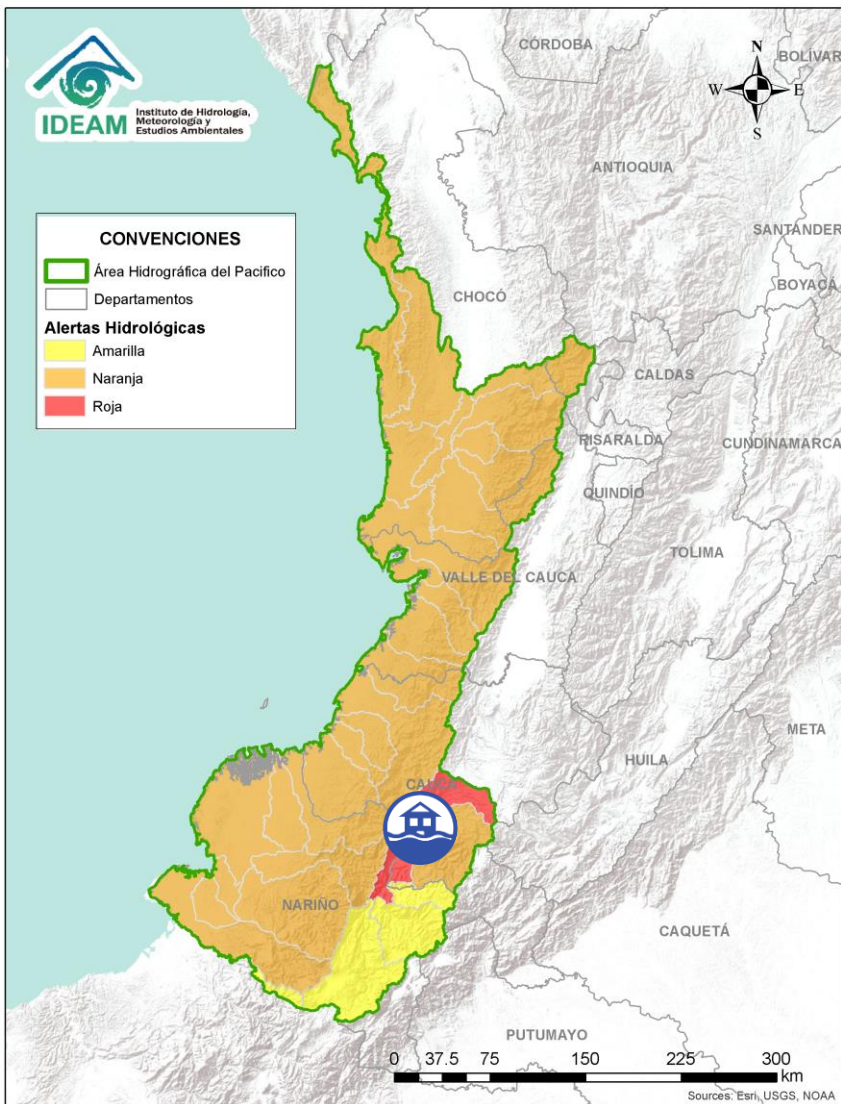 IDEAM
Instituto de Hidrología,
Meteorología y
Estudios Ambientales
CÓRDOBA
BOLÍVAR
N
W
E
S
ANTIOQUIA
SANTANDER
BOYACÁ
CONVENCIONES
Área Hidrográfica del Pacifico
Departamentos
Alertas Hidrológicas
Amarilla
Naranja
Roja
CHOCÓ
CALDAS
RISARALDA
CUNDINAMARCA
QUINDÍO
TOLIMA
VALLE DEL CAUCA
META
HUILA
CAUCA
NARIÑO
CAQUETÁ
PUTUMAYO
0 37.5 75 150 225 300
km
Sources: Esri, USGS, NOAA